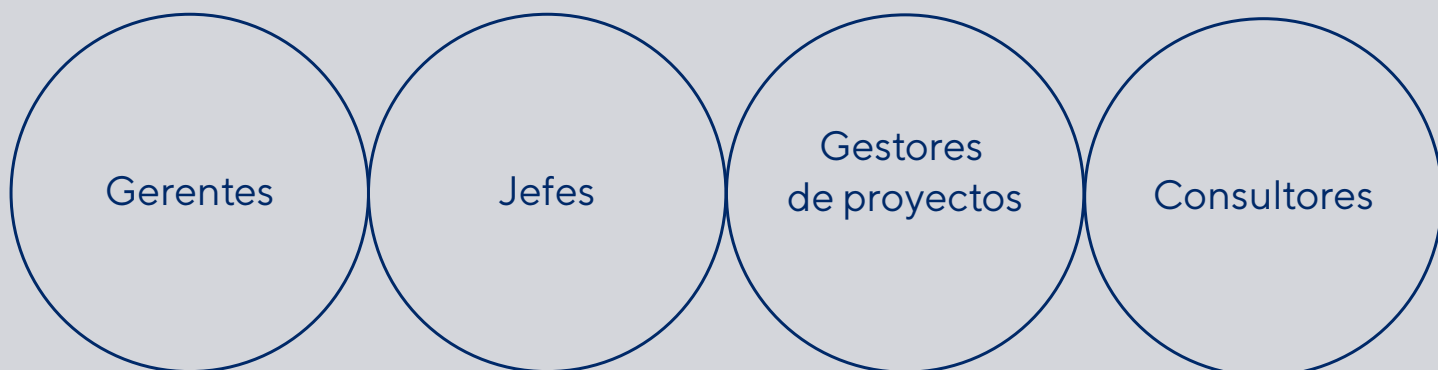 Gerentes
Jefes
Gestores
de proyectos
Consultores